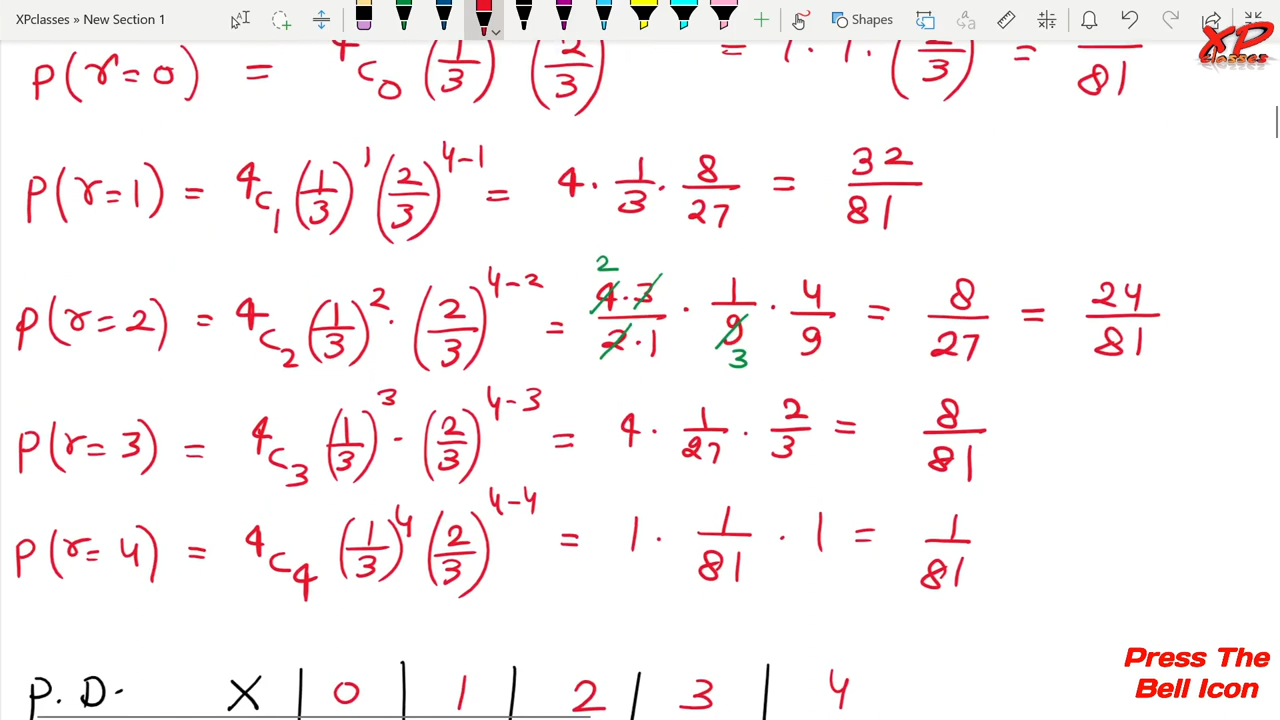 XPclasses » New Section 1 Shapes
XP Classes
P(r=0) = 4c0 (1/3) (2/3) = 1 · 1 · (2/3) = /81
P(r=1) = 4c1 (1/3)^1 (2/3)^4-1 = 4 · 1/3 · 8/27 = 32/81
P(r=2) = 4c2 (1/3)^2 · (2/3)^4-2 = 4·3/2·1 · 1/9 · 4/9 = 8/27 = 24/81
2
3
P(r=3) = 4c3 (1/3)^3 · (2/3)^4-3 = 4 · 1/27 · 2/3 = 8/81
P(r=4) = 4c4 (1/3)^4 (2/3)^4-4 = 1 · 1/81 · 1 = 1/81
P.D. X | 0 | 1 | 2 | 3 | 4
Press The
Bell Icon